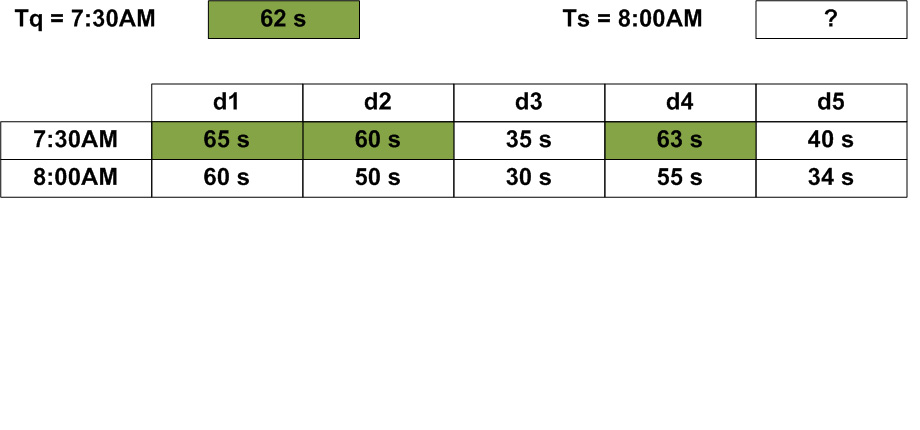 Tq = 7:30AM 62 s Ts = 8:00AM ?
d1 d2 d3 d4 d5
7:30AM 65 s 60 s 35 s 63 s 40 s
8:00AM 60 s 50 s 30 s 55 s 34 s